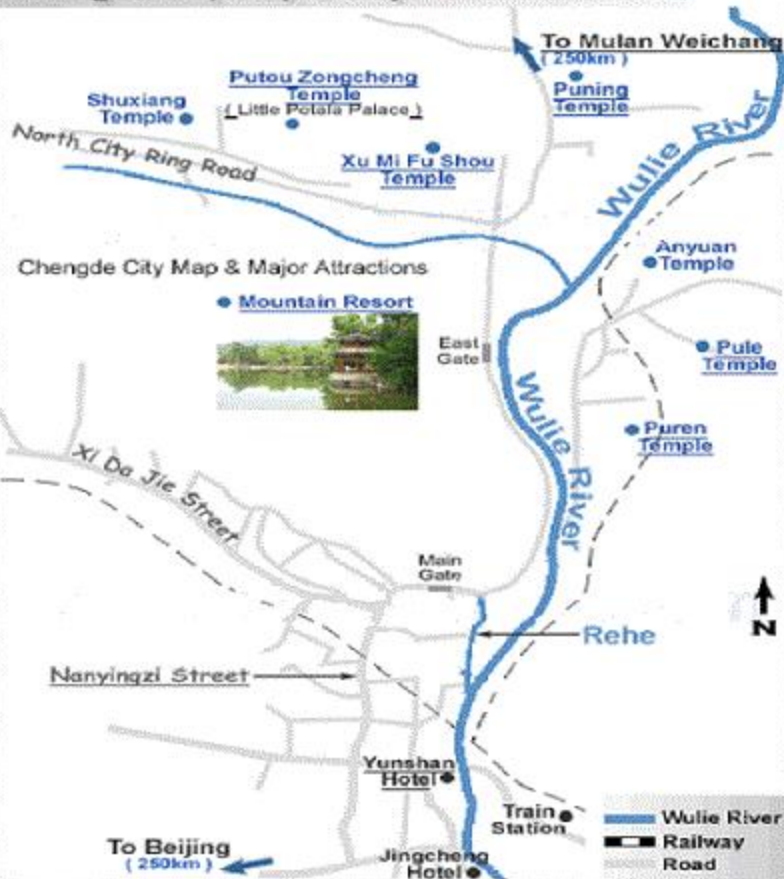 To Mulan Weichang
( 250km )
Putou Zongcheng
Temple
( Little Potala Palace )
Puning
Temple
Shuxiang
Temple
North City Ring Road
Xu Mi Fu Shou
Temple
Wulie River
Anyuan
Temple
Chengde City Map & Major Attractions
Mountain Resort
East
Gate
Pule
Temple
Wulie River
Puren
Temple
Xi Da Jie Street
Main
Gate
N
Rehe
Nanyingzi Street
Yunshan
Hotel
Train
Station
To Beijing
( 250km )
Jingcheng
Hotel
Wulie River
Railway
Road